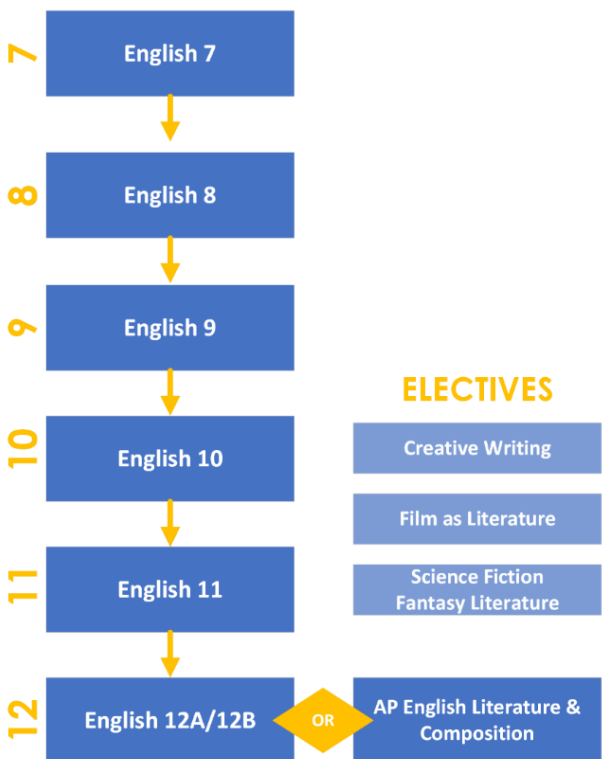 7
English 7
8
English 8
9
English 9
ELECTIVES
10
English 10
Creative Writing
Film as Literature
11
English 11
Science Fiction
Fantasy Literature
12
English 12A/12B
OR
AP English Literature &
Composition